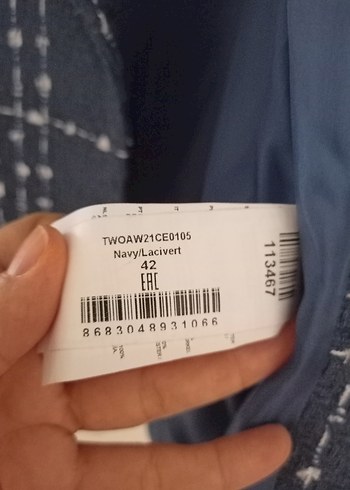 TWOAW21CE0105
Navy/Lacivert
42
EAC
8683048931066
113467